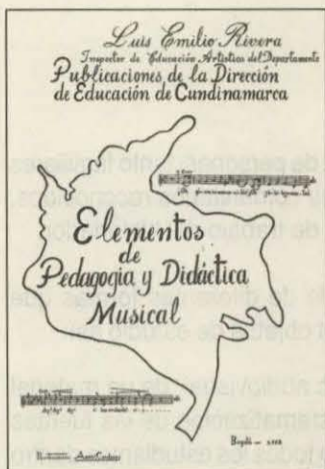 Luis Emilio Rivera
Inspector de Educación Artística del Departamento
Publicaciones de la Dirección
de Educación de Cundinamarca
Elementos
de
Pedagogía y Didáctica
Musical
Bogotá -